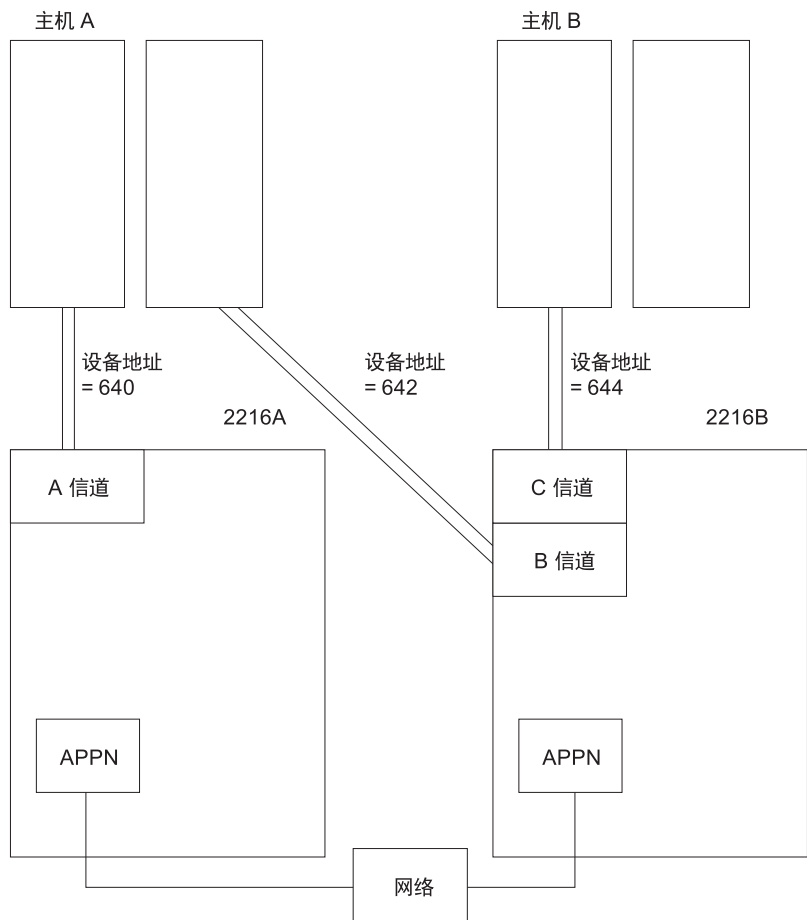 主机 A
主机 B
设备地址
= 640
设备地址
= 642
设备地址
= 644
2216A
2216B
A 信道
C 信道
B 信道
APPN
APPN
网络